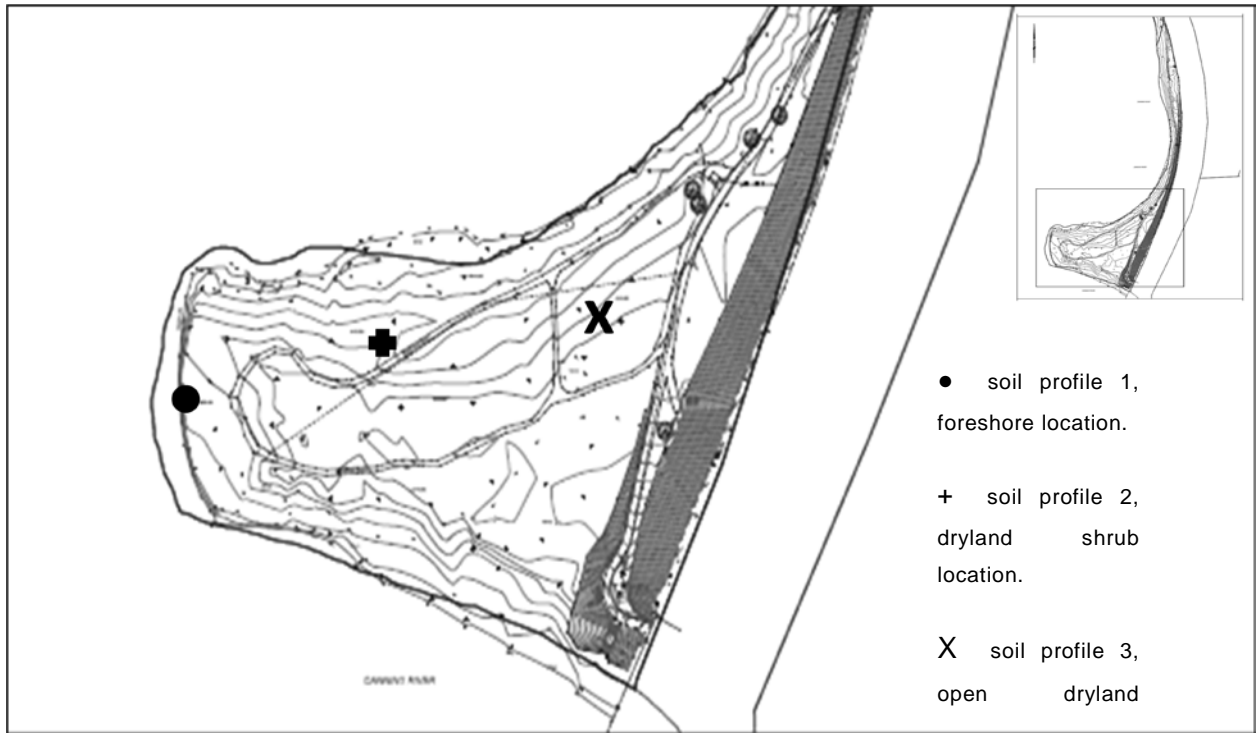 CANNING RIVER
● soil profile 1,
foreshore location.
+ soil profile 2,
dryland shrub
location.
X soil profile 3,
open dryland